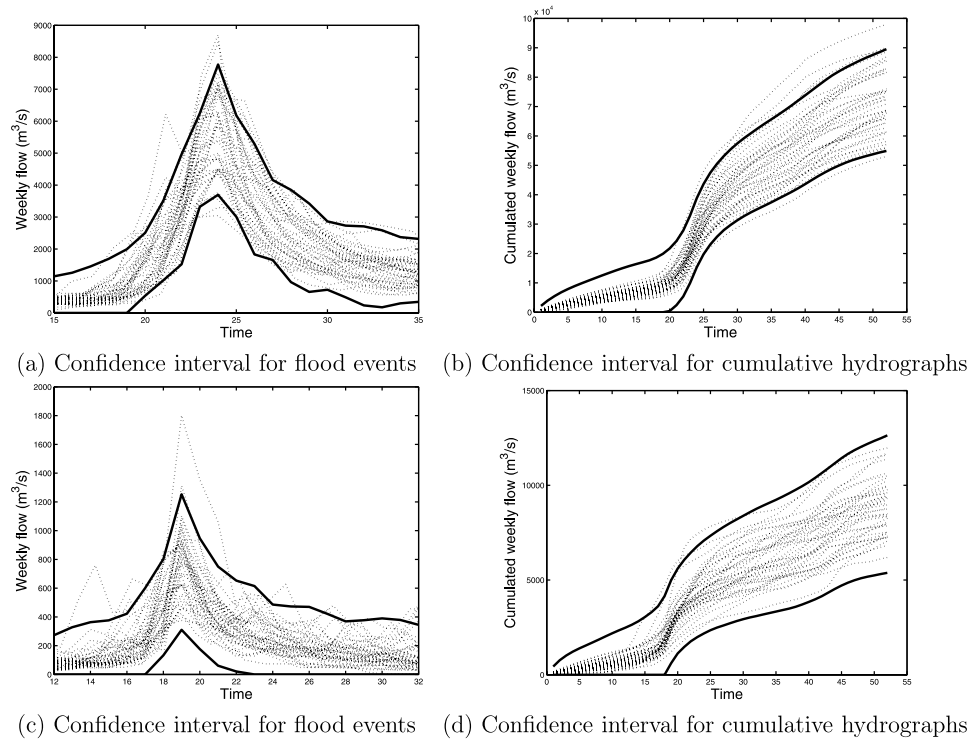 9000
8000
7000
6000
5000
4000
3000
2000
1000
0
Weekly flow (m³/s)
15 20 25 30 35
Time
x 10⁴
10
9
8
7
6
5
4
3
2
1
0
Cumulated weekly flow (m³/s)
0 5 10 15 20 25 30 35 40 45 50 55
Time
(a) Confidence interval for flood events
(b) Confidence interval for cumulative hydrographs
2000
1800
1600
1400
1200
1000
800
600
400
200
0
Weekly flow (m³/s)
12 14 16 18 20 22 24 26 28 30 32
Time
15000
10000
5000
0
Cumulated weekly flow (m³/s)
0 5 10 15 20 25 30 35 40 45 50 55
Time
(c) Confidence interval for flood events
(d) Confidence interval for cumulative hydrographs